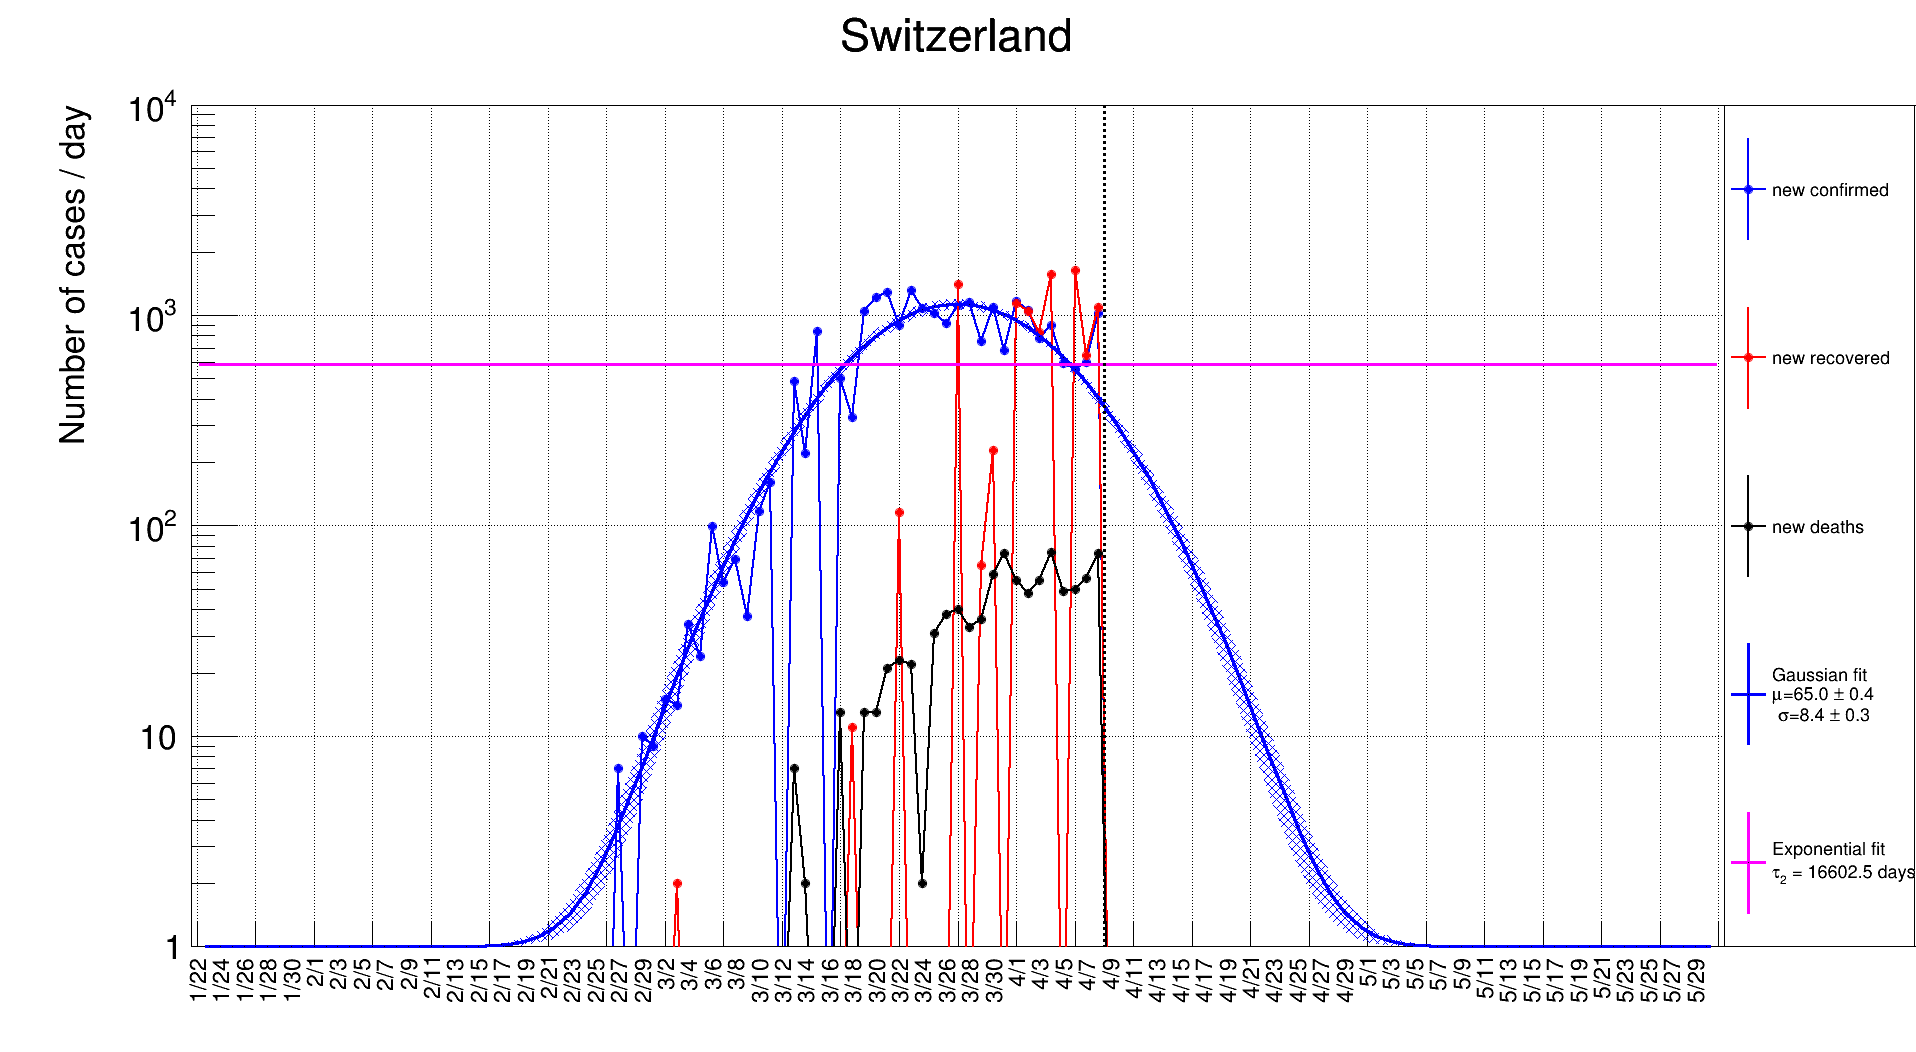 Switzerland
Number of cases / day
10⁴
10³
10²
10
1
1/22 1/24 1/26 1/28 1/30 2/1 2/3 2/5 2/7 2/9 2/11 2/13 2/15 2/17 2/19 2/21 2/23 2/25 2/27 2/29 3/2 3/4 3/6 3/8 3/10 3/12 3/14 3/16 3/18 3/20 3/22 3/24 3/26 3/28 3/30 4/1 4/3 4/5 4/7 4/9 4/11 4/13 4/15 4/17 4/19 4/21 4/23 4/25 4/27 4/29 5/1 5/3 5/5 5/7 5/9 5/11 5/13 5/15 5/17 5/19 5/21 5/23 5/25 5/27 5/29
new confirmed
new recovered
new deaths
Gaussian fit
μ=65.0 ± 0.4
σ=8.4 ± 0.3
Exponential fit
τ₂ = 16602.5 days